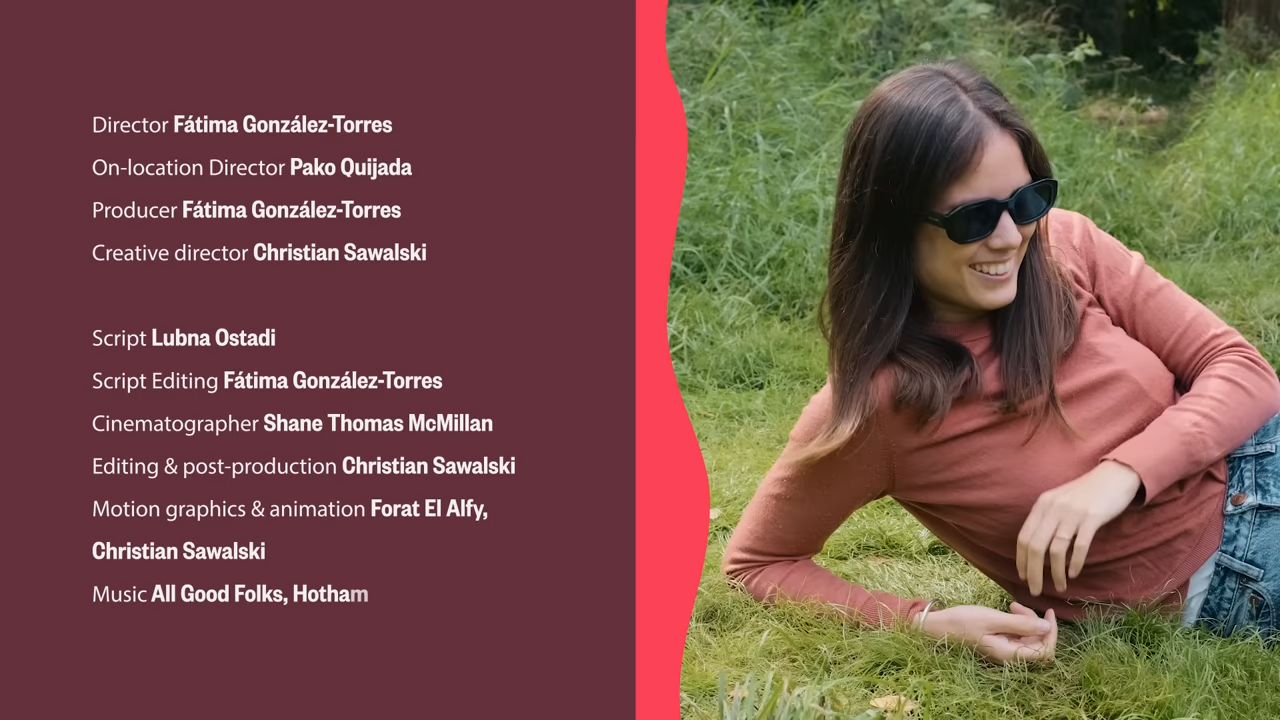 Director Fátima González-Torres
On-location Director Pako Quijada
Producer Fátima González-Torres
Creative director Christian Sawalski
Script Lubna Ostadi
Script Editing Fátima González-Torres
Cinematographer Shane Thomas McMillan
Editing & post-production Christian Sawalski
Motion graphics & animation Forat El Alfy,
Christian Sawalski
Music All Good Folks, Hotham